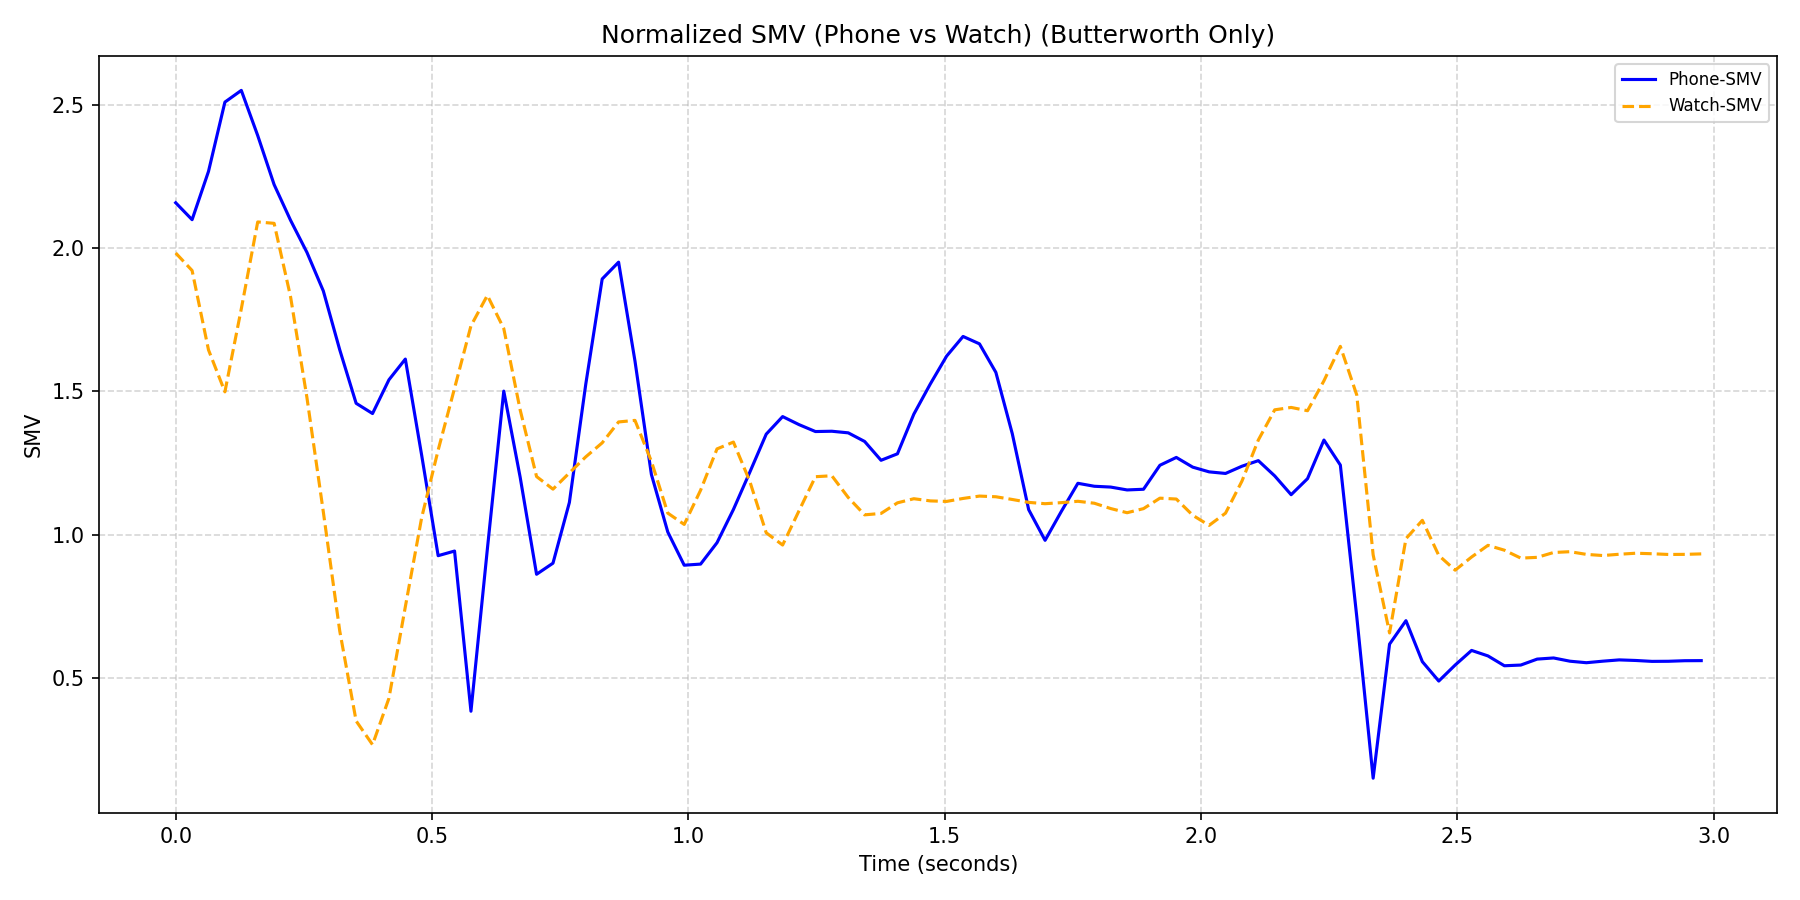 Normalized SMV (Phone vs Watch) (Butterworth Only)
Phone-SMV
Watch-SMV
2.5
2.0
1.5
1.0
0.5
SMV
0.0 0.5 1.0 1.5 2.0 2.5 3.0
Time (seconds)